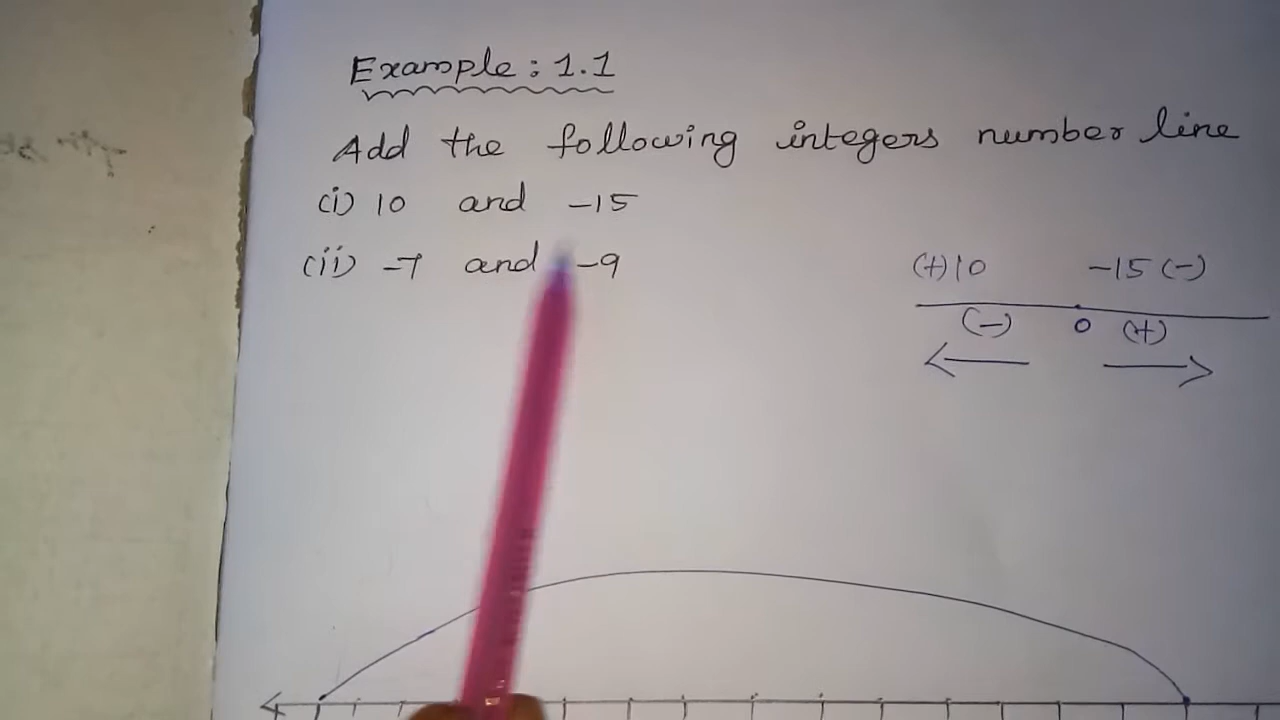 Example: 1.1
Add the following integers number line
(i) 10 and -15
(ii) -7 and -9
(+)10 -15(-)
(-) 0 (+)